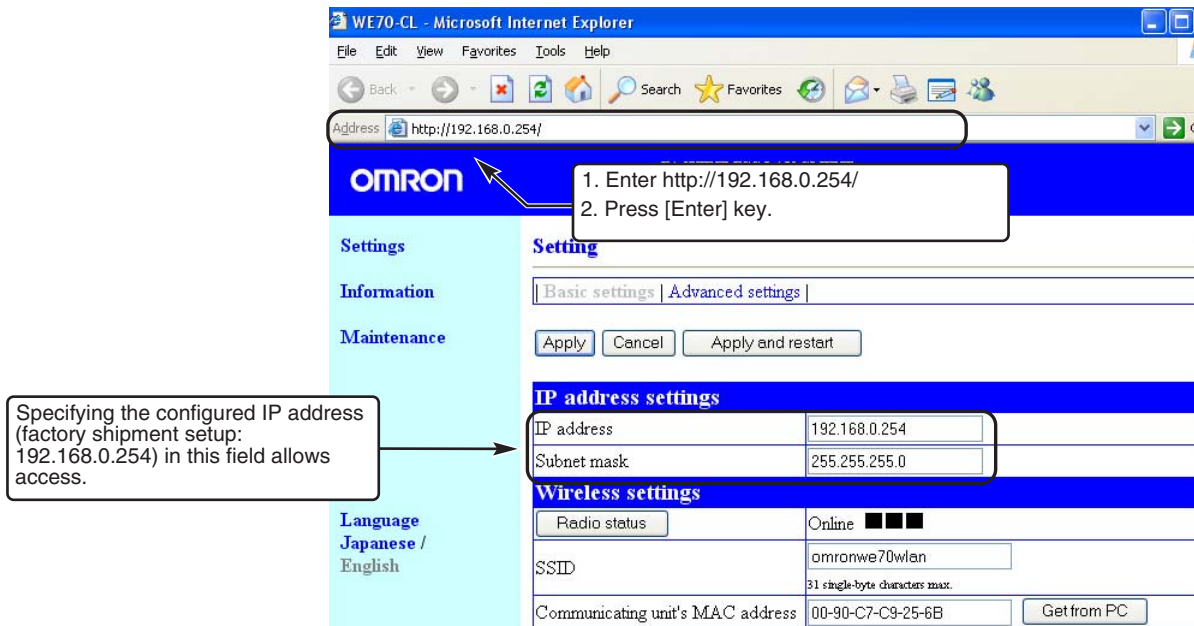 WE70-CL - Microsoft Internet Explorer
File Edit View Favorites Tools Help
Back Search Favorites
Address http://192.168.0.254/
OMRON
1. Enter http://192.168.0.254/
2. Press [Enter] key.
Settings
Setting
Information
| Basic settings | Advanced settings |
Maintenance
Apply Cancel Apply and restart
Specifying the configured IP address
(factory shipment setup:
192.168.0.254) in this field allows
access.
IP address settings
IP address 192.168.0.254
Subnet mask 255.255.255.0
Wireless settings
Language
Japanese /
English
Radio status Online
SSID omronwe70wlan
31 single-byte characters max.
Communicating unit's MAC address 00-90-C7-C9-25-6B Get from PC